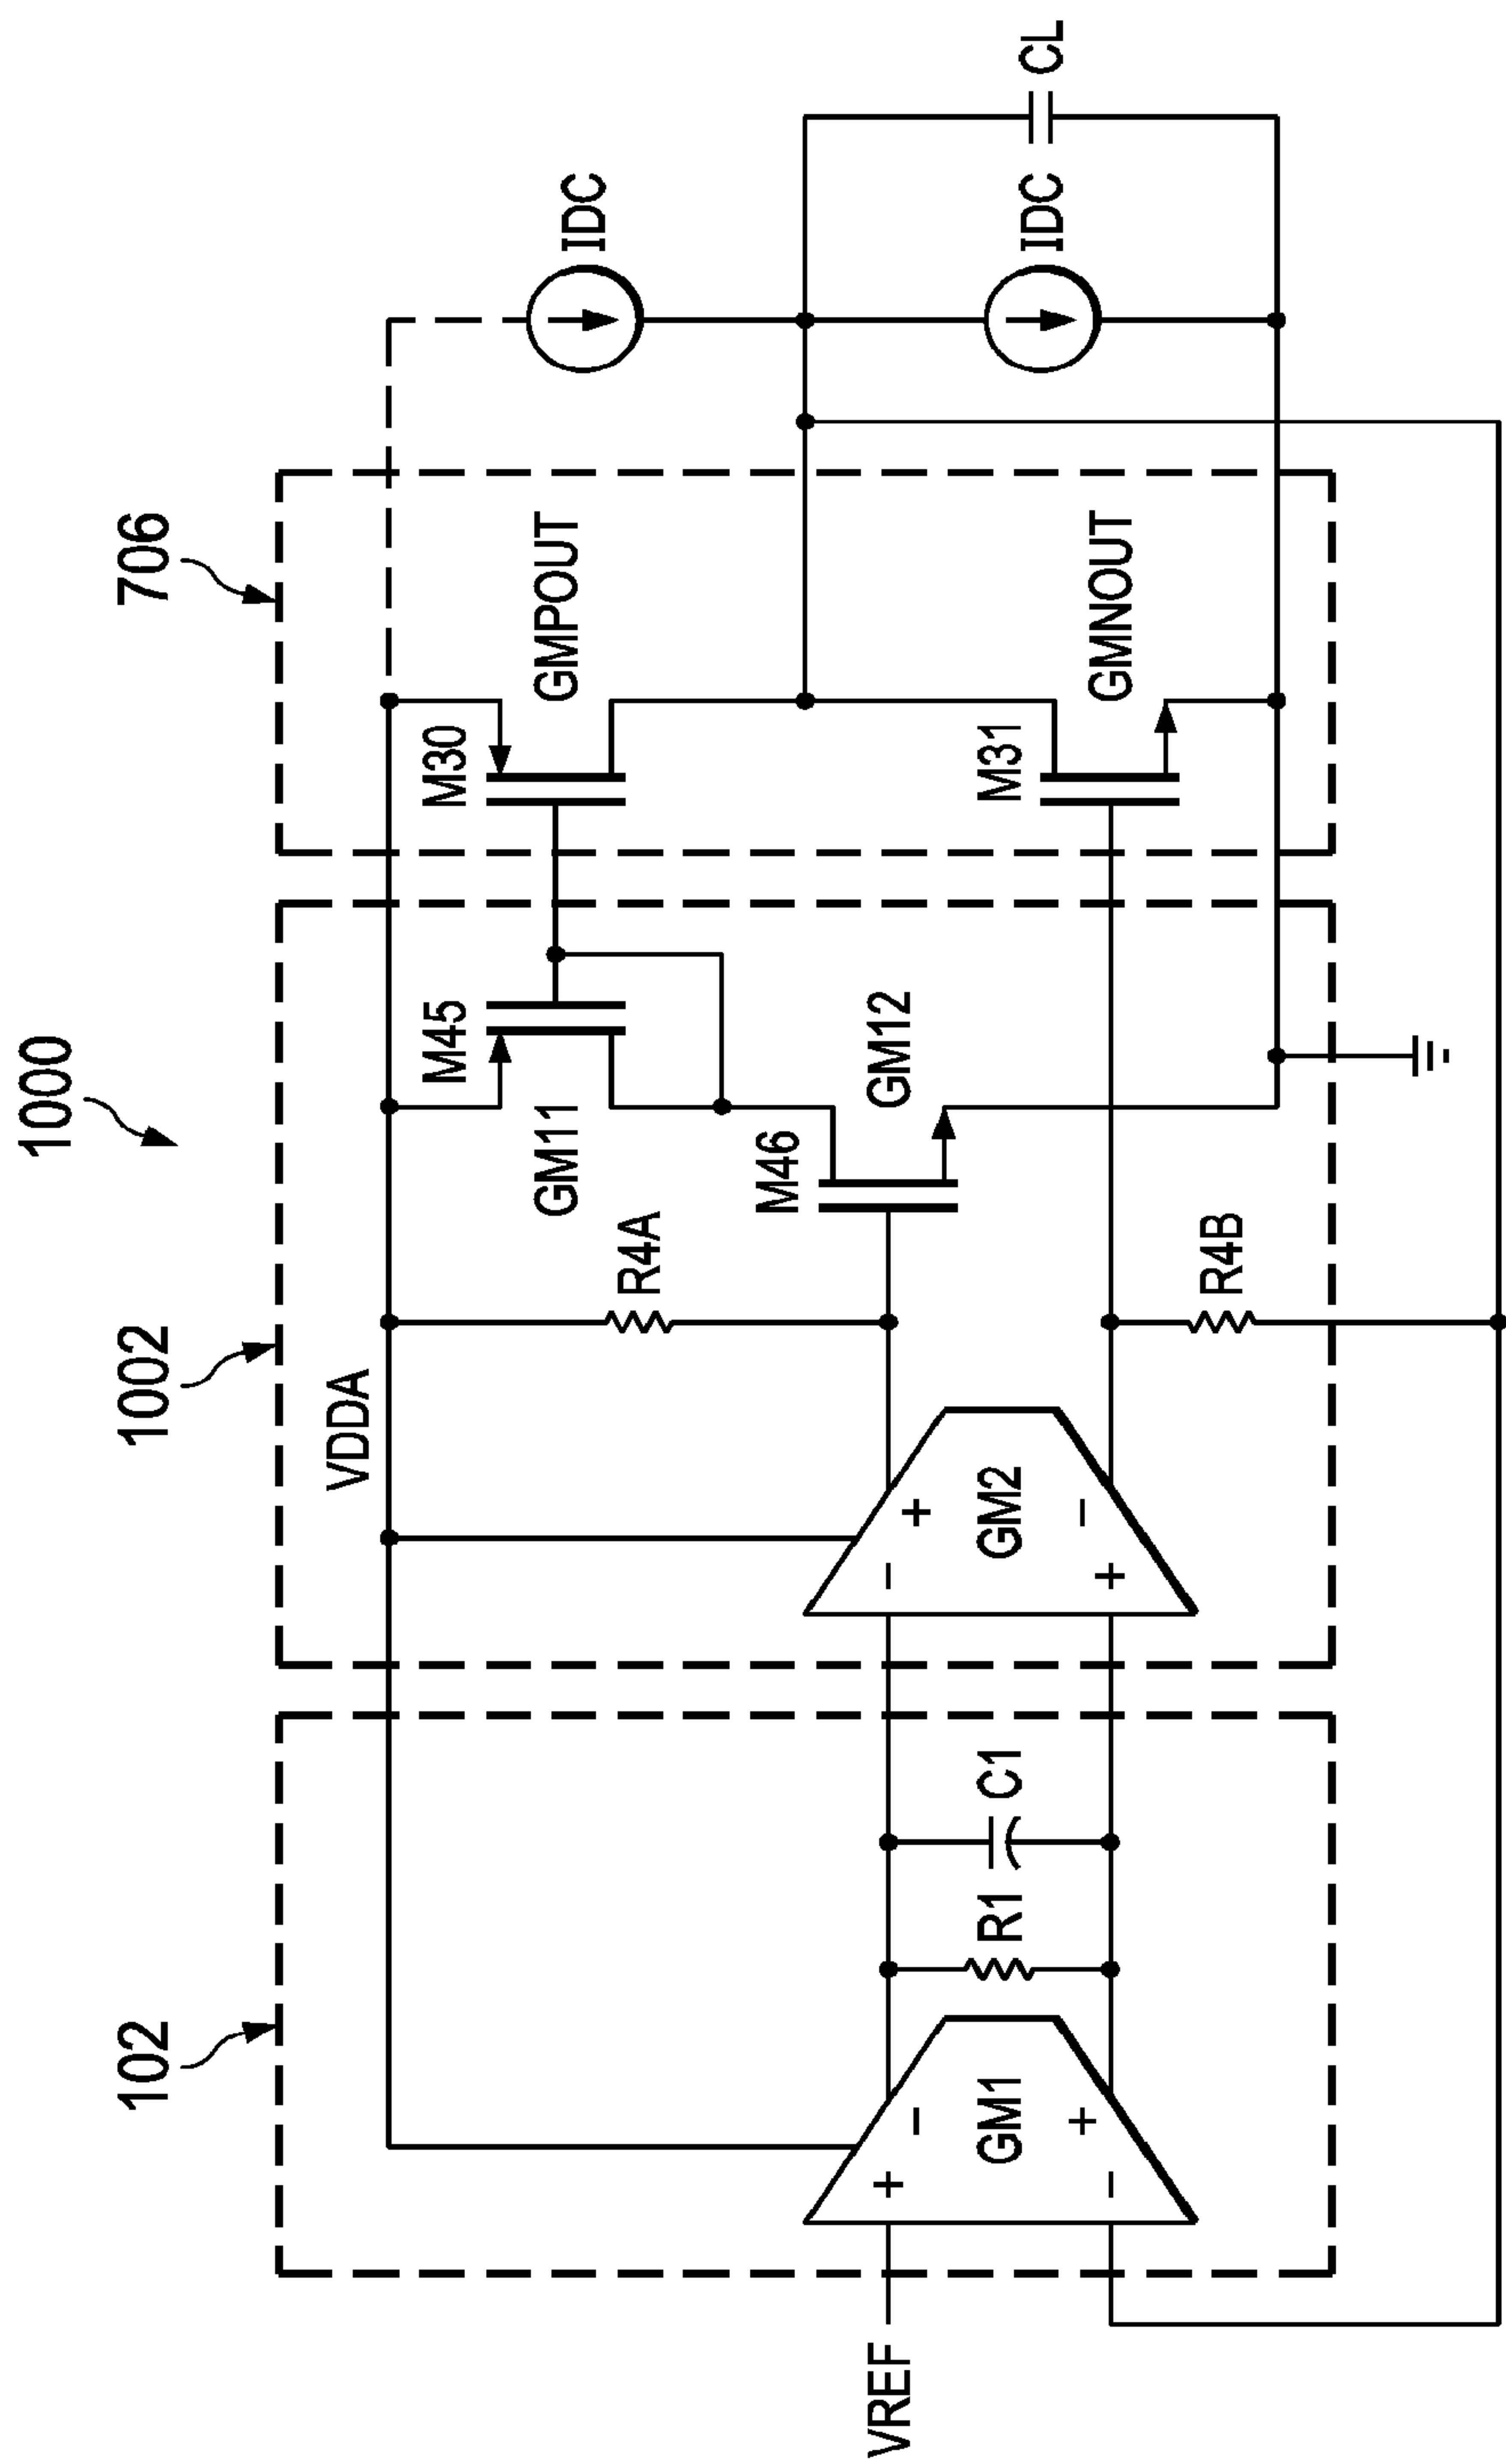 1000
102
1002
706
VDDA
VREF
GM1
+
-
-
+
R1
C1
GM2
-
+
+
-
R4A
R4B
GM11
M45
M46
GM12
M30
GMPOUT
M31
GMNOUT
IDC
IDC
CL